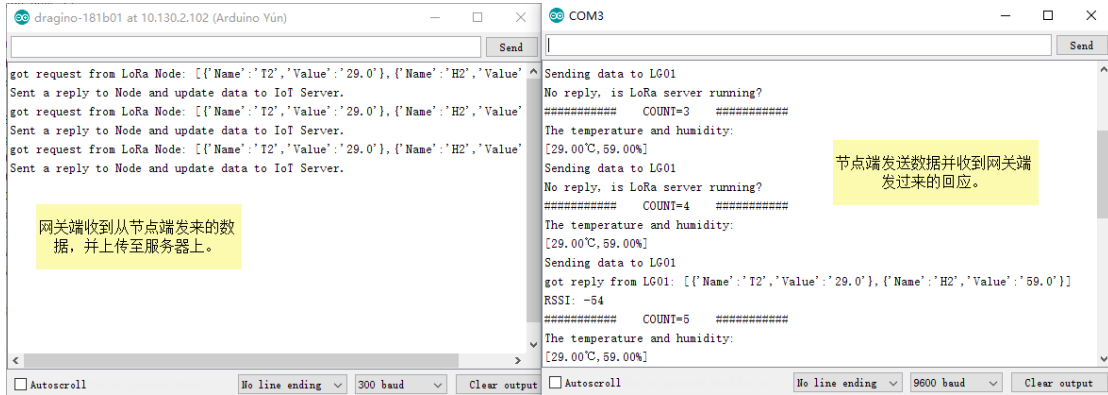 dragino-181b01 at 10.130.2.102 (Arduino Yún)
Send
got request from LoRa Node: [{'Name':'T2','Value':'29.0'},{'Name':'H2','Value'
Sent a reply to Node and update data to IoT Server.
got request from LoRa Node: [{'Name':'T2','Value':'29.0'},{'Name':'H2','Value'
Sent a reply to Node and update data to IoT Server.
got request from LoRa Node: [{'Name':'T2','Value':'29.0'},{'Name':'H2','Value'
Sent a reply to Node and update data to IoT Server.
网关端收到从节点端发来的数
据，并上传至服务器上。
Autoscroll
No line ending
300 baud
Clear output
COM3
Send
Sending data to LG01
No reply, is LoRa server running?
########### COUNT=3 ###########
The temperature and humidity:
[29.00℃,59.00%]
Sending data to LG01
No reply, is LoRa server running?
########### COUNT=4 ###########
The temperature and humidity:
[29.00℃,59.00%]
Sending data to LG01
got reply from LG01: [{'Name':'T2','Value':'29.0'},{'Name':'H2','Value':'59.0'}]
RSSI: -54
########### COUNT=5 ###########
The temperature and humidity:
[29.00℃,59.00%]
节点端发送数据并收到网关端
发过来的回应。
Autoscroll
No line ending
9600 baud
Clear output